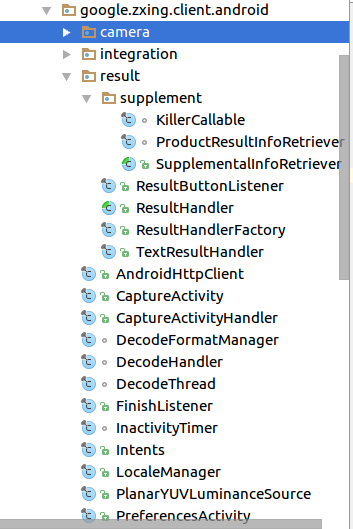 google.zxing.client.android
camera
integration
result
supplement
KillerCallable
ProductResultInfoRetriever
SupplementalInfoRetriever
ResultButtonListener
ResultHandler
ResultHandlerFactory
TextResultHandler
AndroidHttpClient
CaptureActivity
CaptureActivityHandler
DecodeFormatManager
DecodeHandler
DecodeThread
FinishListener
InactivityTimer
Intents
LocaleManager
PlanarYUVLuminanceSource
PreferencesActivity